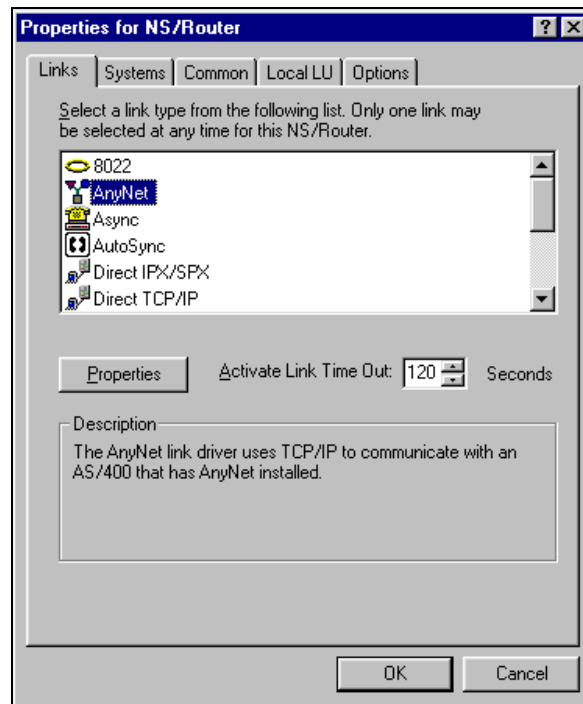 Properties for NS/Router
Links Systems Common Local LU Options
Select a link type from the following list. Only one link may
be selected at any time for this NS/Router.
8022
AnyNet
Async
AutoSync
Direct IPX/SPX
Direct TCP/IP
Properties Activate Link Time Out: 120 Seconds
Description
The AnyNet link driver uses TCP/IP to communicate with an
AS/400 that has AnyNet installed.
OK Cancel